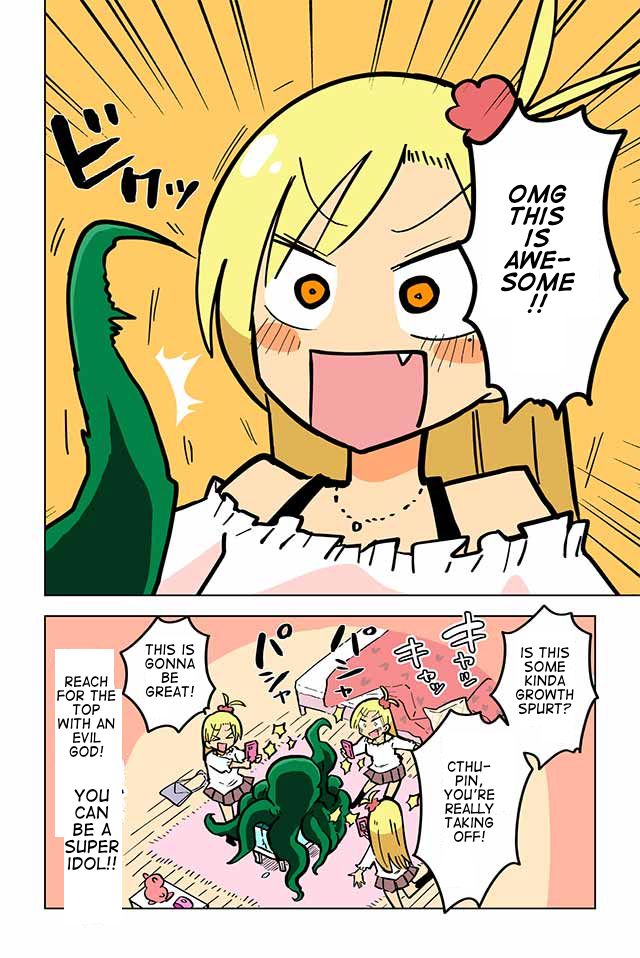 OMG
THIS
IS
AWE-
SOME
!!
ビクッ
IS THIS
SOME
KINDA
GROWTH
SPURT?
キャッ
キャッ
CTHU-
PIN,
YOU'RE
REALLY
TAKING
OFF!
パシャ
パシャ
THIS IS
GONNA
BE
GREAT!
REACH
FOR THE
TOP
WITH AN
EVIL
GOD!
YOU
CAN
BE A
SUPER
IDOL!!